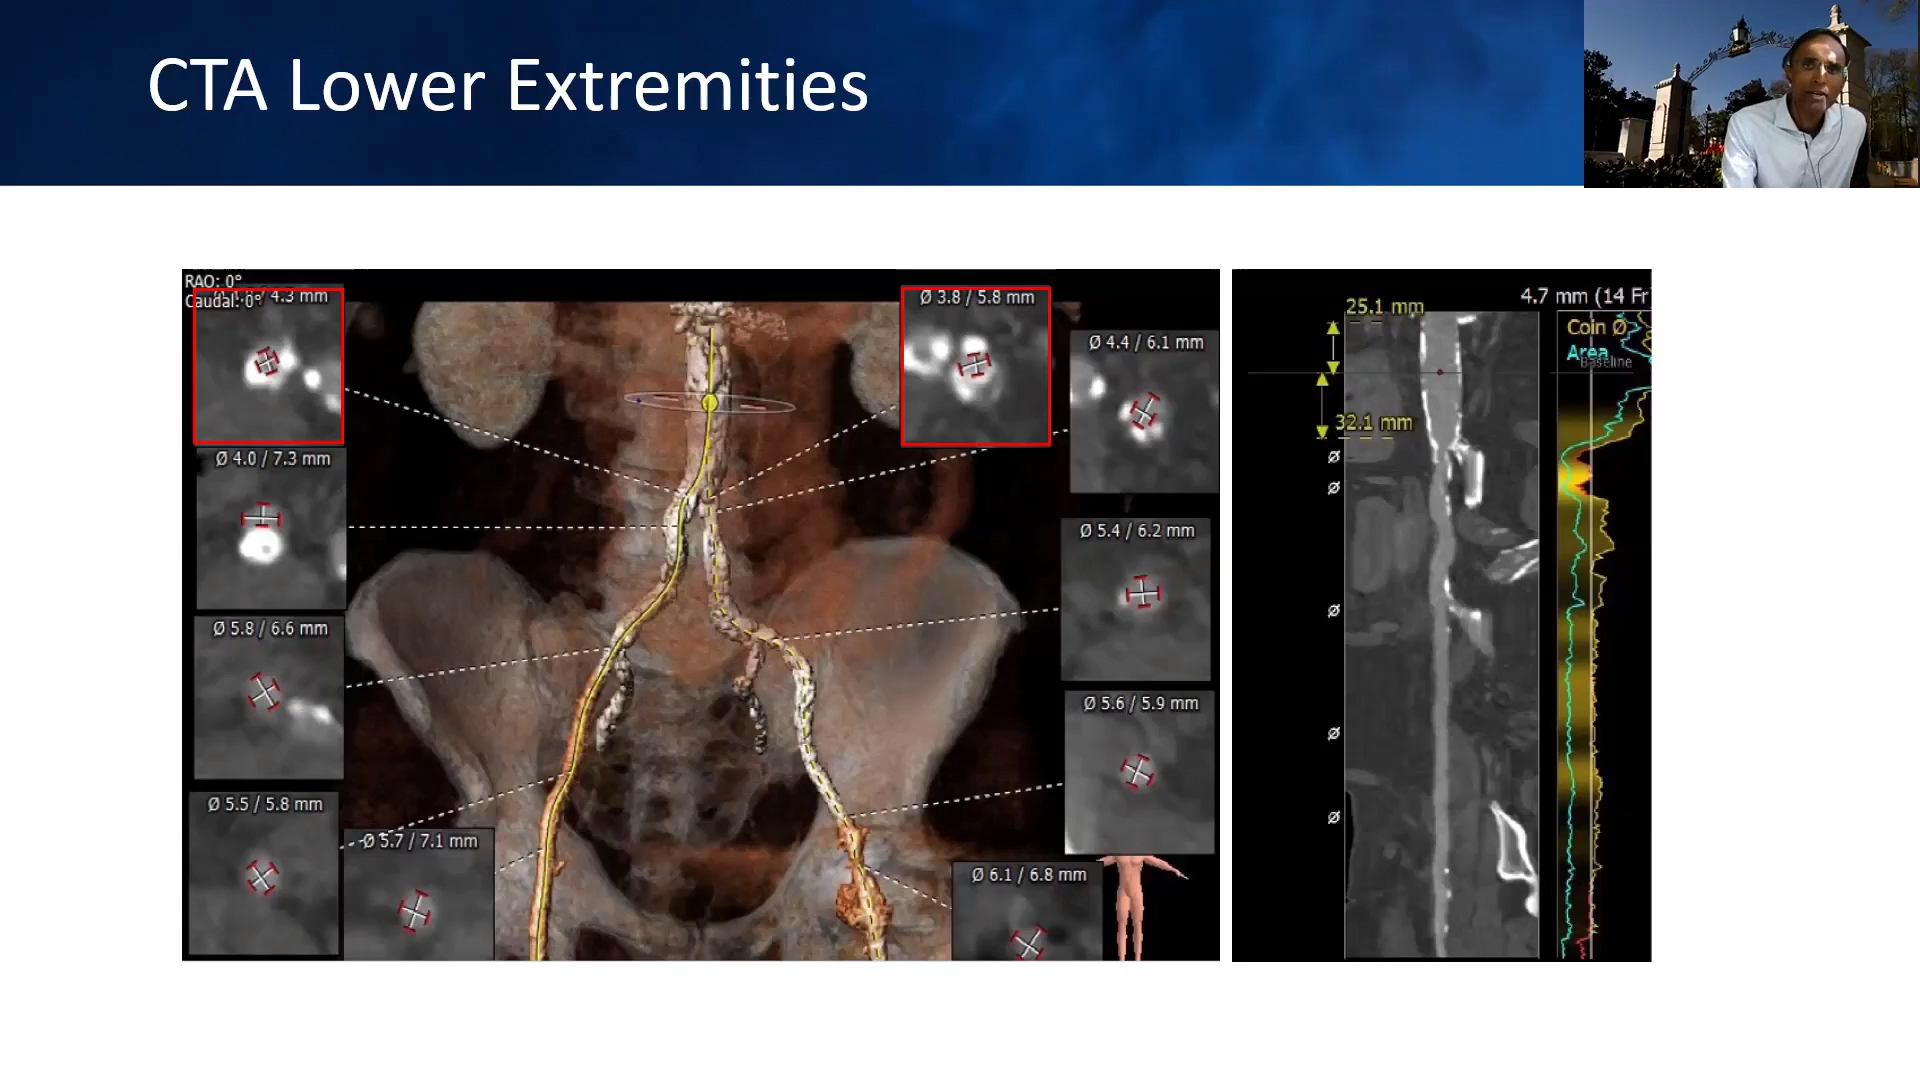 CTA Lower Extremities
RAO: 0°
Caudal: 0°
/ 4.3 mm
Ø 4.0 / 7.3 mm
Ø 5.8 / 6.6 mm
Ø 5.5 / 5.8 mm
Ø 5.7 / 7.1 mm
Ø 3.8 / 5.8 mm
Ø 4.4 / 6.1 mm
Ø 5.4 / 6.2 mm
Ø 5.6 / 5.9 mm
Ø 6.1 / 6.8 mm
25.1 mm
32.1 mm
Ø
Ø
Ø
Ø
Ø
4.7 mm (14 Fr
Coin Ø
Area
Baseline